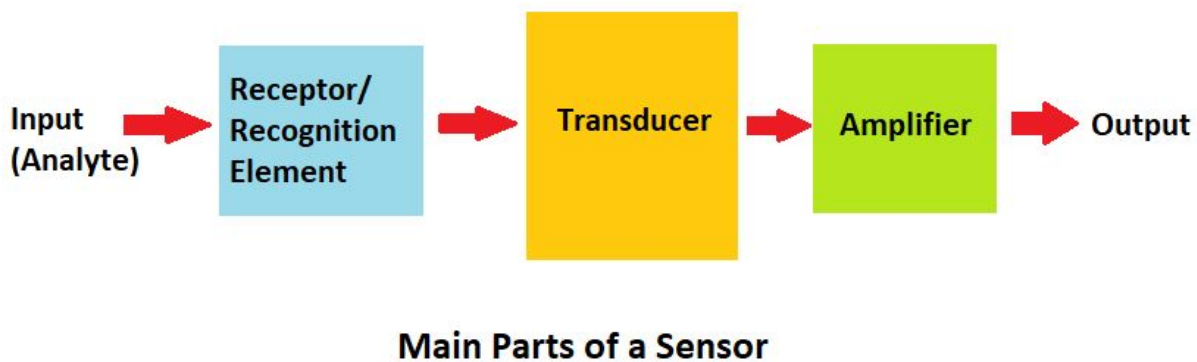 Input
(Analyte)
Receptor/
Recognition
Element
Transducer
Amplifier
Output
Main Parts of a Sensor